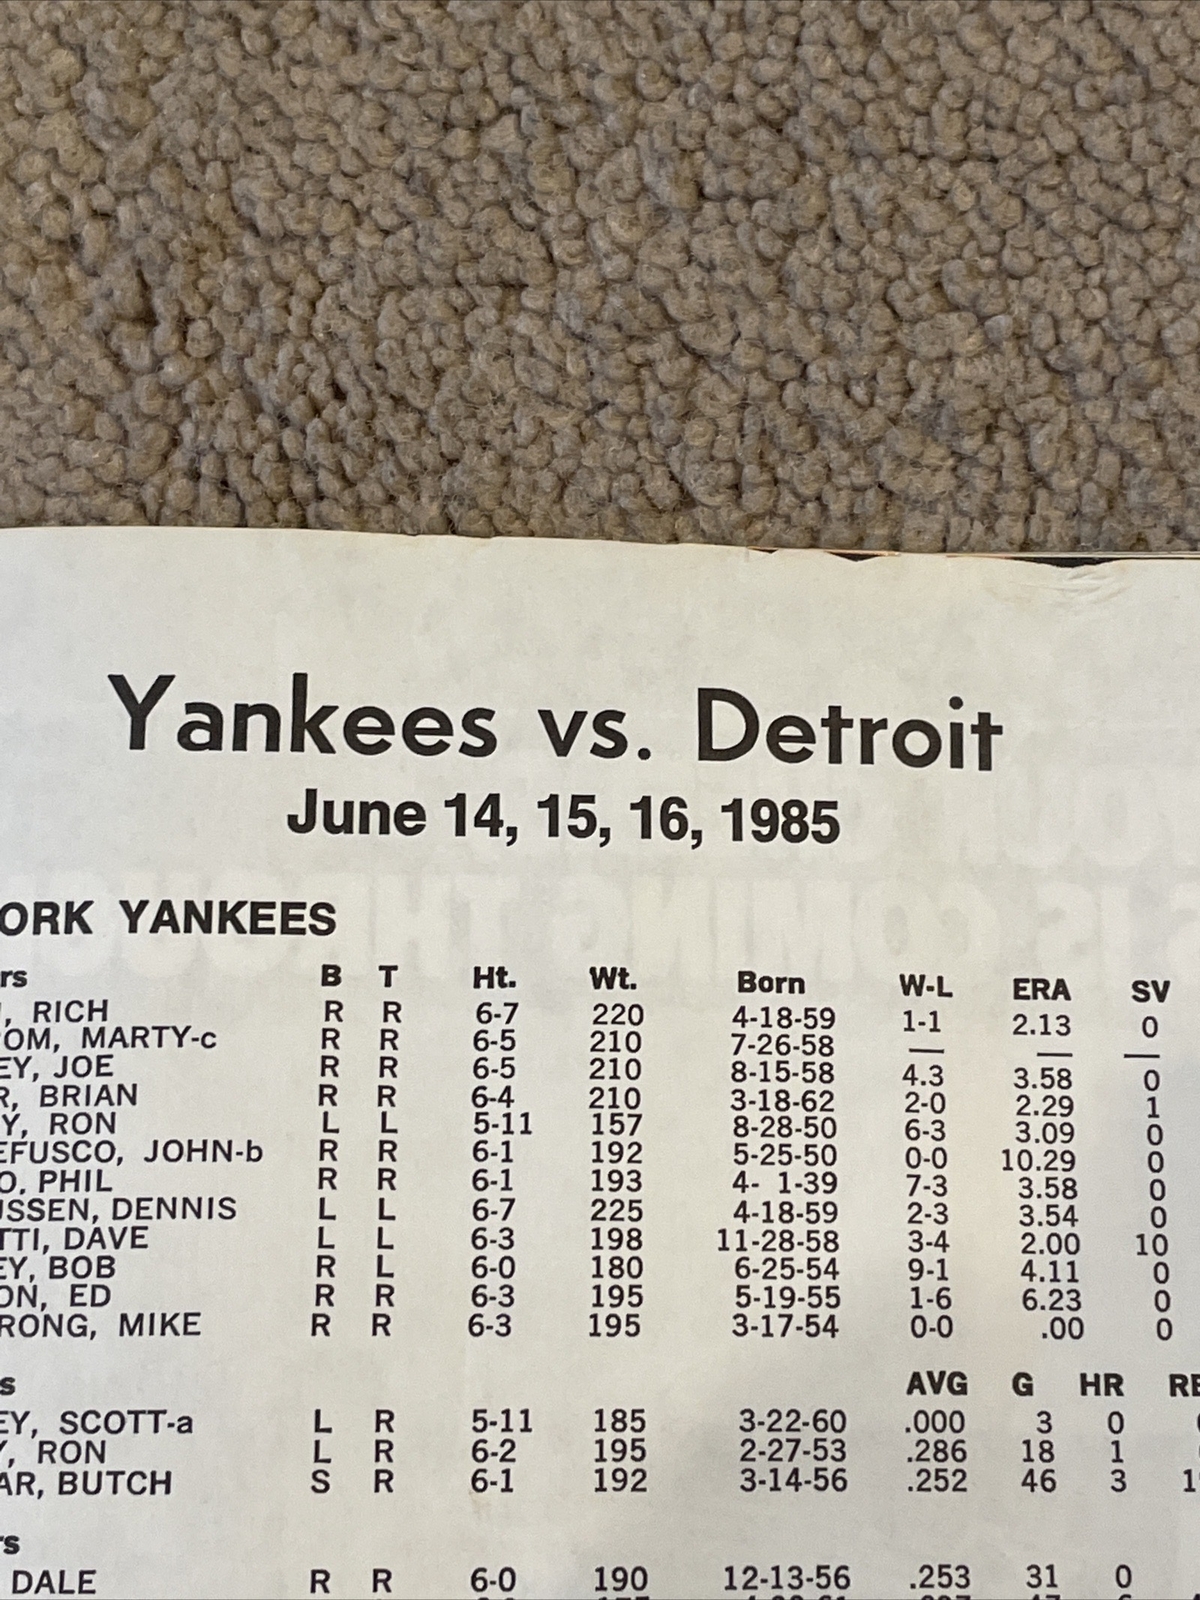 Yankees vs. Detroit
June 14, 15, 16, 1985
ORK YANKEES
rs B T Ht. Wt. Born W-L ERA SV
, RICH R R 6-7 220 4-18-59 1-1 2.13 0
OM, MARTY-c R R 6-5 210 7-26-58 — — —
EY, JOE R R 6-5 210 8-15-58 4.3 3.58 0
R, BRIAN R R 6-4 210 3-18-62 2-0 2.29 1
Y, RON L L 5-11 157 8-28-50 6-3 3.09 0
EFUSCO, JOHN-b R R 6-1 192 5-25-50 0-0 10.29 0
O, PHIL R R 6-1 193 4- 1-39 7-3 3.58 0
USSEN, DENNIS L L 6-7 225 4-18-59 2-3 3.54 0
TTI, DAVE L L 6-3 198 11-28-58 3-4 2.00 10
EY, BOB R L 6-0 180 6-25-54 9-1 4.11 0
ON, ED R R 6-3 195 5-19-55 1-6 6.23 0
RONG, MIKE R R 6-3 195 3-17-54 0-0 .00 0
s AVG G HR RB
EY, SCOTT-a L R 5-11 185 3-22-60 .000 3 0
Y, RON L R 6-2 195 2-27-53 .286 18 1
AR, BUTCH S R 6-1 192 3-14-56 .252 46 3 1
rs
DALE R R 6-0 190 12-13-56 .253 31 0